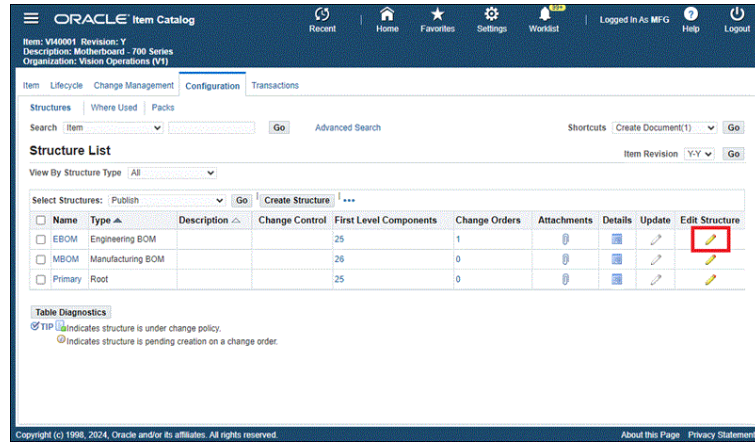 ORACLE Item Catalog
Recent
Home
Favorites
Settings
99+
Worklist
Logged In As MFG
Help
Logout
Item: VI40001 Revision: Y
Description: Motherboard - 700 Series
Organization: Vision Operations (V1)
Item Lifecycle Change Management Configuration Transactions
Structures Where Used Packs
Search Item Go Advanced Search Shortcuts Create Document(1) Go
Structure List
Item Revision Y-Y Go
View By Structure Type All
Select Structures: Publish Go Create Structure ...
Name Type Description Change Control First Level Components Change Orders Attachments Details Update Edit Structure
EBOM Engineering BOM 25 1
MBOM Manufacturing BOM 26 0
Primary Root 25 0
Table Diagnostics
TIP Indicates structure is under change policy.
Indicates structure is pending creation on a change order.
Copyright (c) 1998, 2024, Oracle and/or its affiliates. All rights reserved. About this Page Privacy Statement